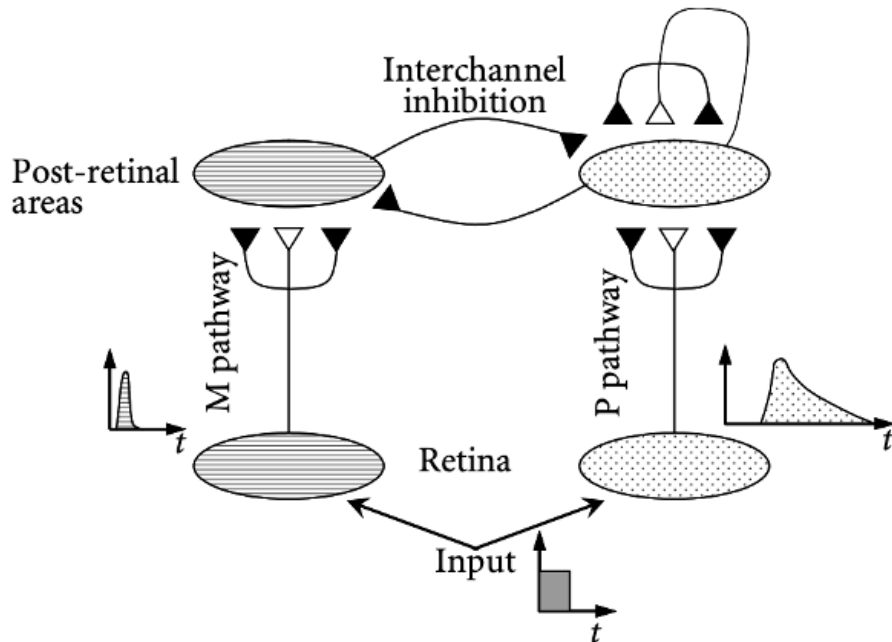 Interchannel
inhibition
Post-retinal
areas
M pathway
P pathway
t
t
Retina
Input
t